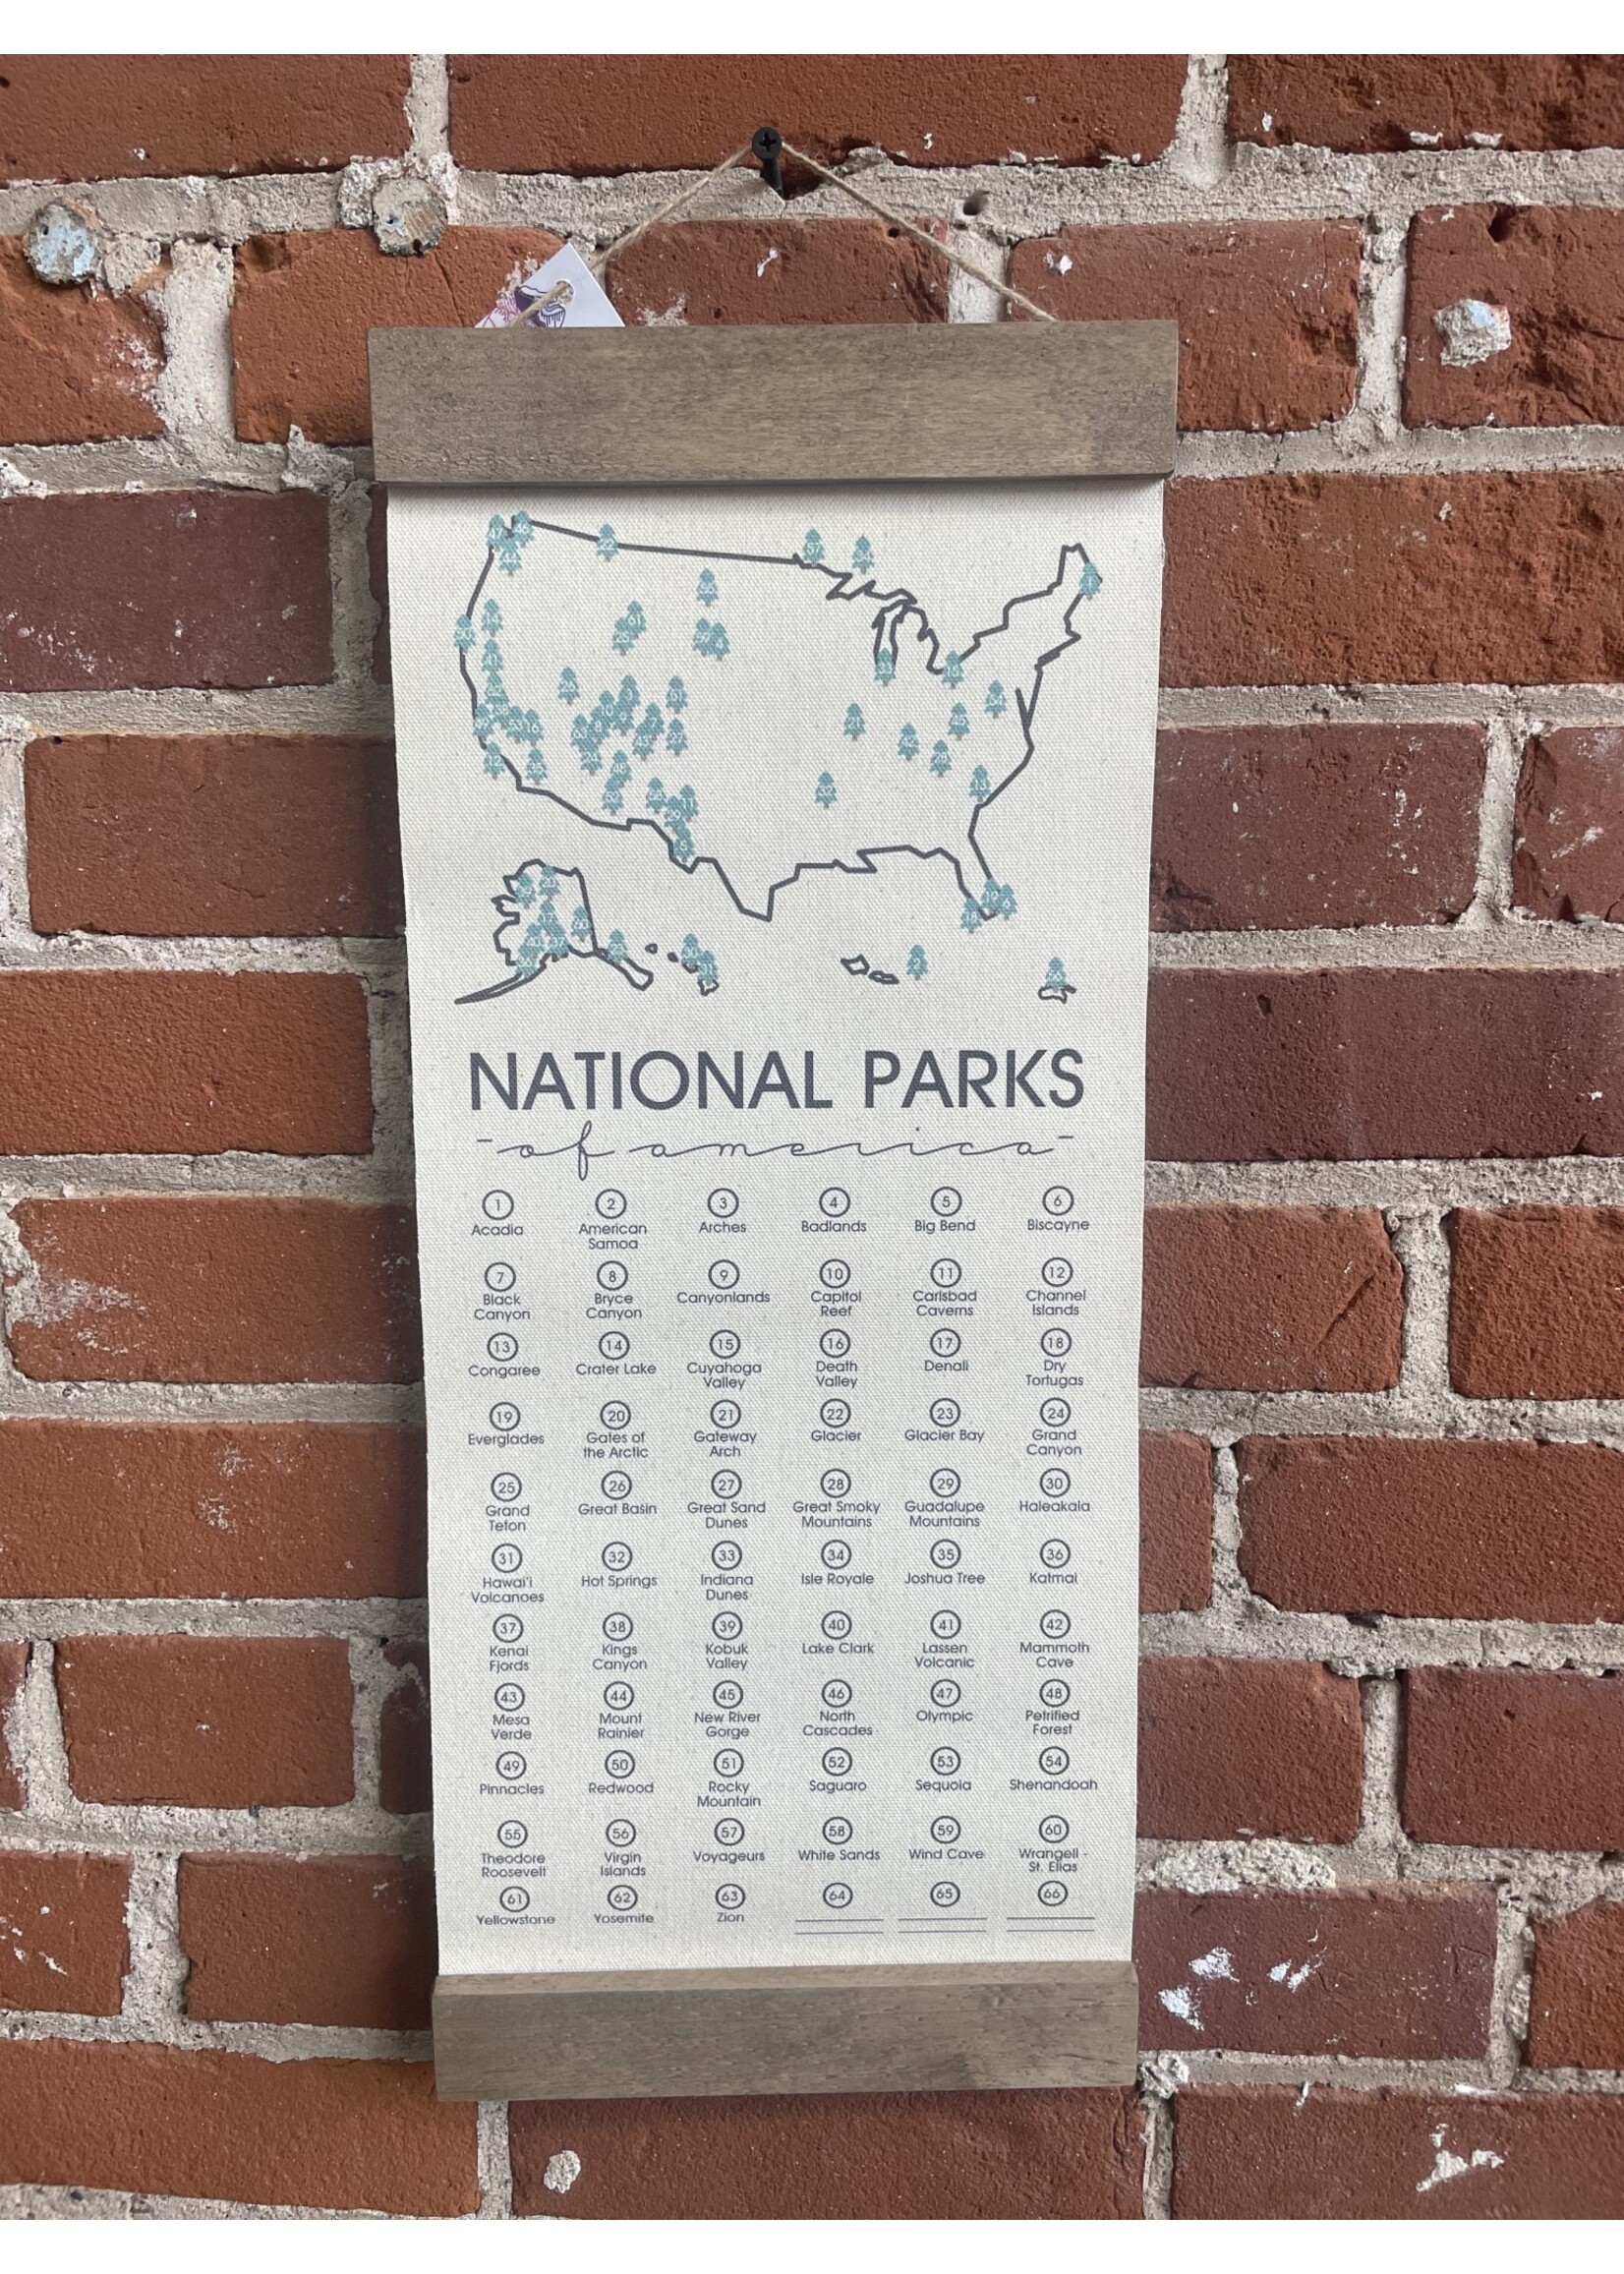 NATIONAL PARKS
-of america-
1 2 3 4 5 6
Acadia American Samoa Arches Badlands Big Bend Biscayne
7 8 9 10 11 12
Black Canyon Bryce Canyon Canyonlands Capitol Reef Carlsbad Caverns Channel Islands
13 14 15 16 17 18
Congaree Crater Lake Cuyahoga Valley Death Valley Denali Dry Tortugas
19 20 21 22 23 24
Everglades Gates of the Arctic Gateway Arch Glacier Glacier Bay Grand Canyon
25 26 27 28 29 30
Grand Teton Great Basin Great Sand Dunes Great Smoky Mountains Guadalupe Mountains Haleakala
31 32 33 34 35 36
Hawai'i Volcanoes Hot Springs Indiana Dunes Isle Royale Joshua Tree Katmai
37 38 39 40 41 42
Kenai Fjords Kings Canyon Kobuk Valley Lake Clark Lassen Volcanic Mammoth Cave
43 44 45 46 47 48
Mesa Verde Mount Rainier New River Gorge North Cascades Olympic Petrified Forest
49 50 51 52 53 54
Pinnacles Redwood Rocky Mountain Saguaro Sequoia Shenandoah
55 56 57 58 59 60
Theodore Roosevelt Virgin Islands Voyageurs White Sands Wind Cave Wrangell - St. Elias
61 62 63 64 65 66
Yellowstone Yosemite Zion